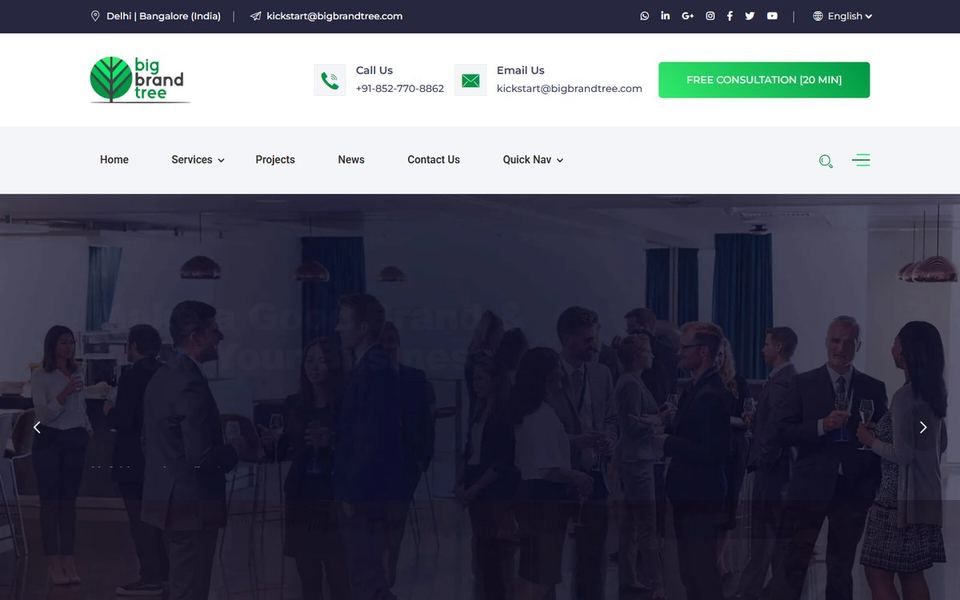 Delhi | Bangalore (India)
kickstart@bigbrandtree.com
English
big
brand
tree
Call Us
+91-852-770-8862
Email Us
kickstart@bigbrandtree.com
FREE CONSULTATION [20 MIN]
Home
Services
Projects
News
Contact Us
Quick Nav